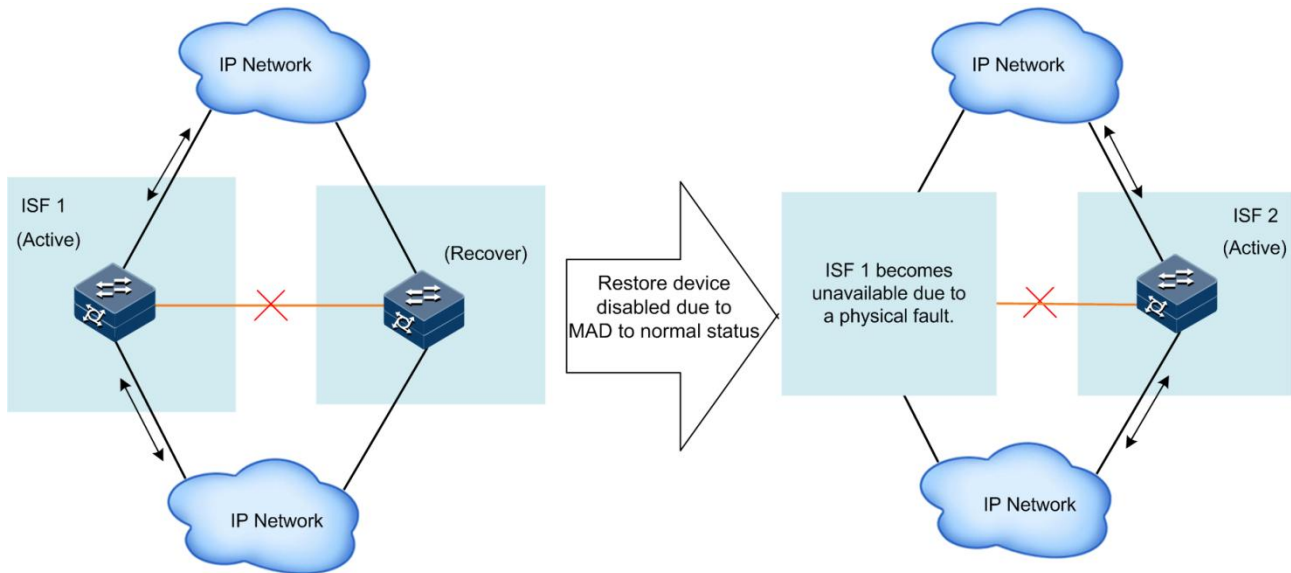 IP Network
ISF 1
(Active)
(Recover)
IP Network
Restore device
disabled due to
MAD to normal status
IP Network
ISF 1 becomes
unavailable due to
a physical fault.
ISF 2
(Active)
IP Network